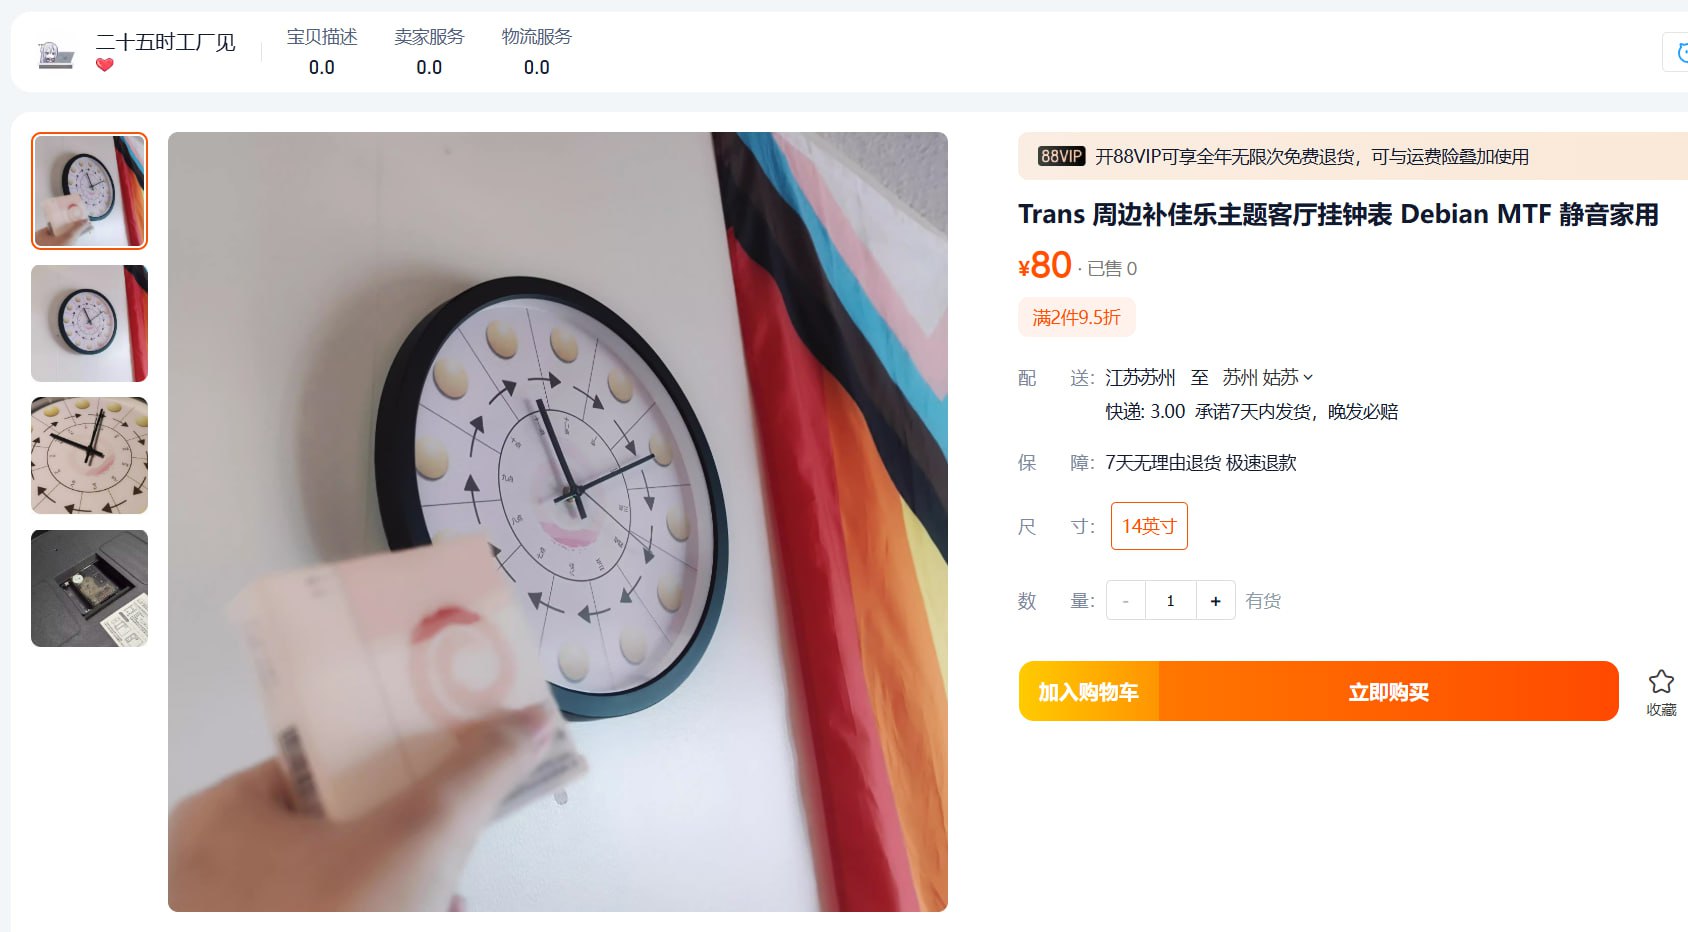 二十五时工厂见
宝贝描述
卖家服务
物流服务
0.0
0.0
0.0
88VIP 开88VIP可享全年无限次免费退货，可与运费险叠加使用
Trans 周边补佳乐主题客厅挂钟表 Debian MTF 静音家用
¥80 · 已售 0
满2件9.5折
配送：江苏苏州 至 苏州 姑苏
快递: 3.00 承诺7天内发货，晚发必赔
保障：7天无理由退货 极速退款
尺寸：14英寸
数量：- 1 + 有货
加入购物车
立即购买
收藏